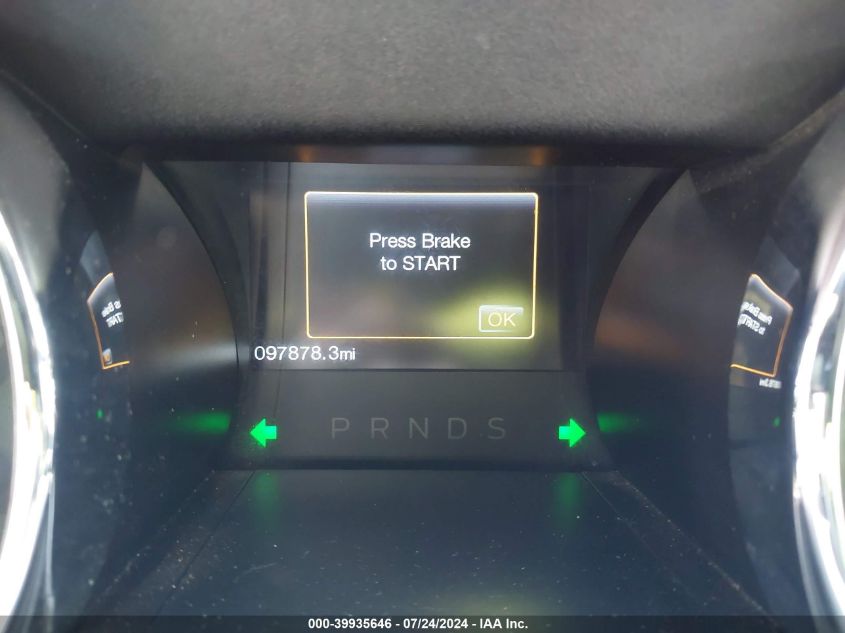 Press Brake
to START
OK
097878.3mi
P R N D S
000-39935646 / 07/24/2024 - IAA Inc.